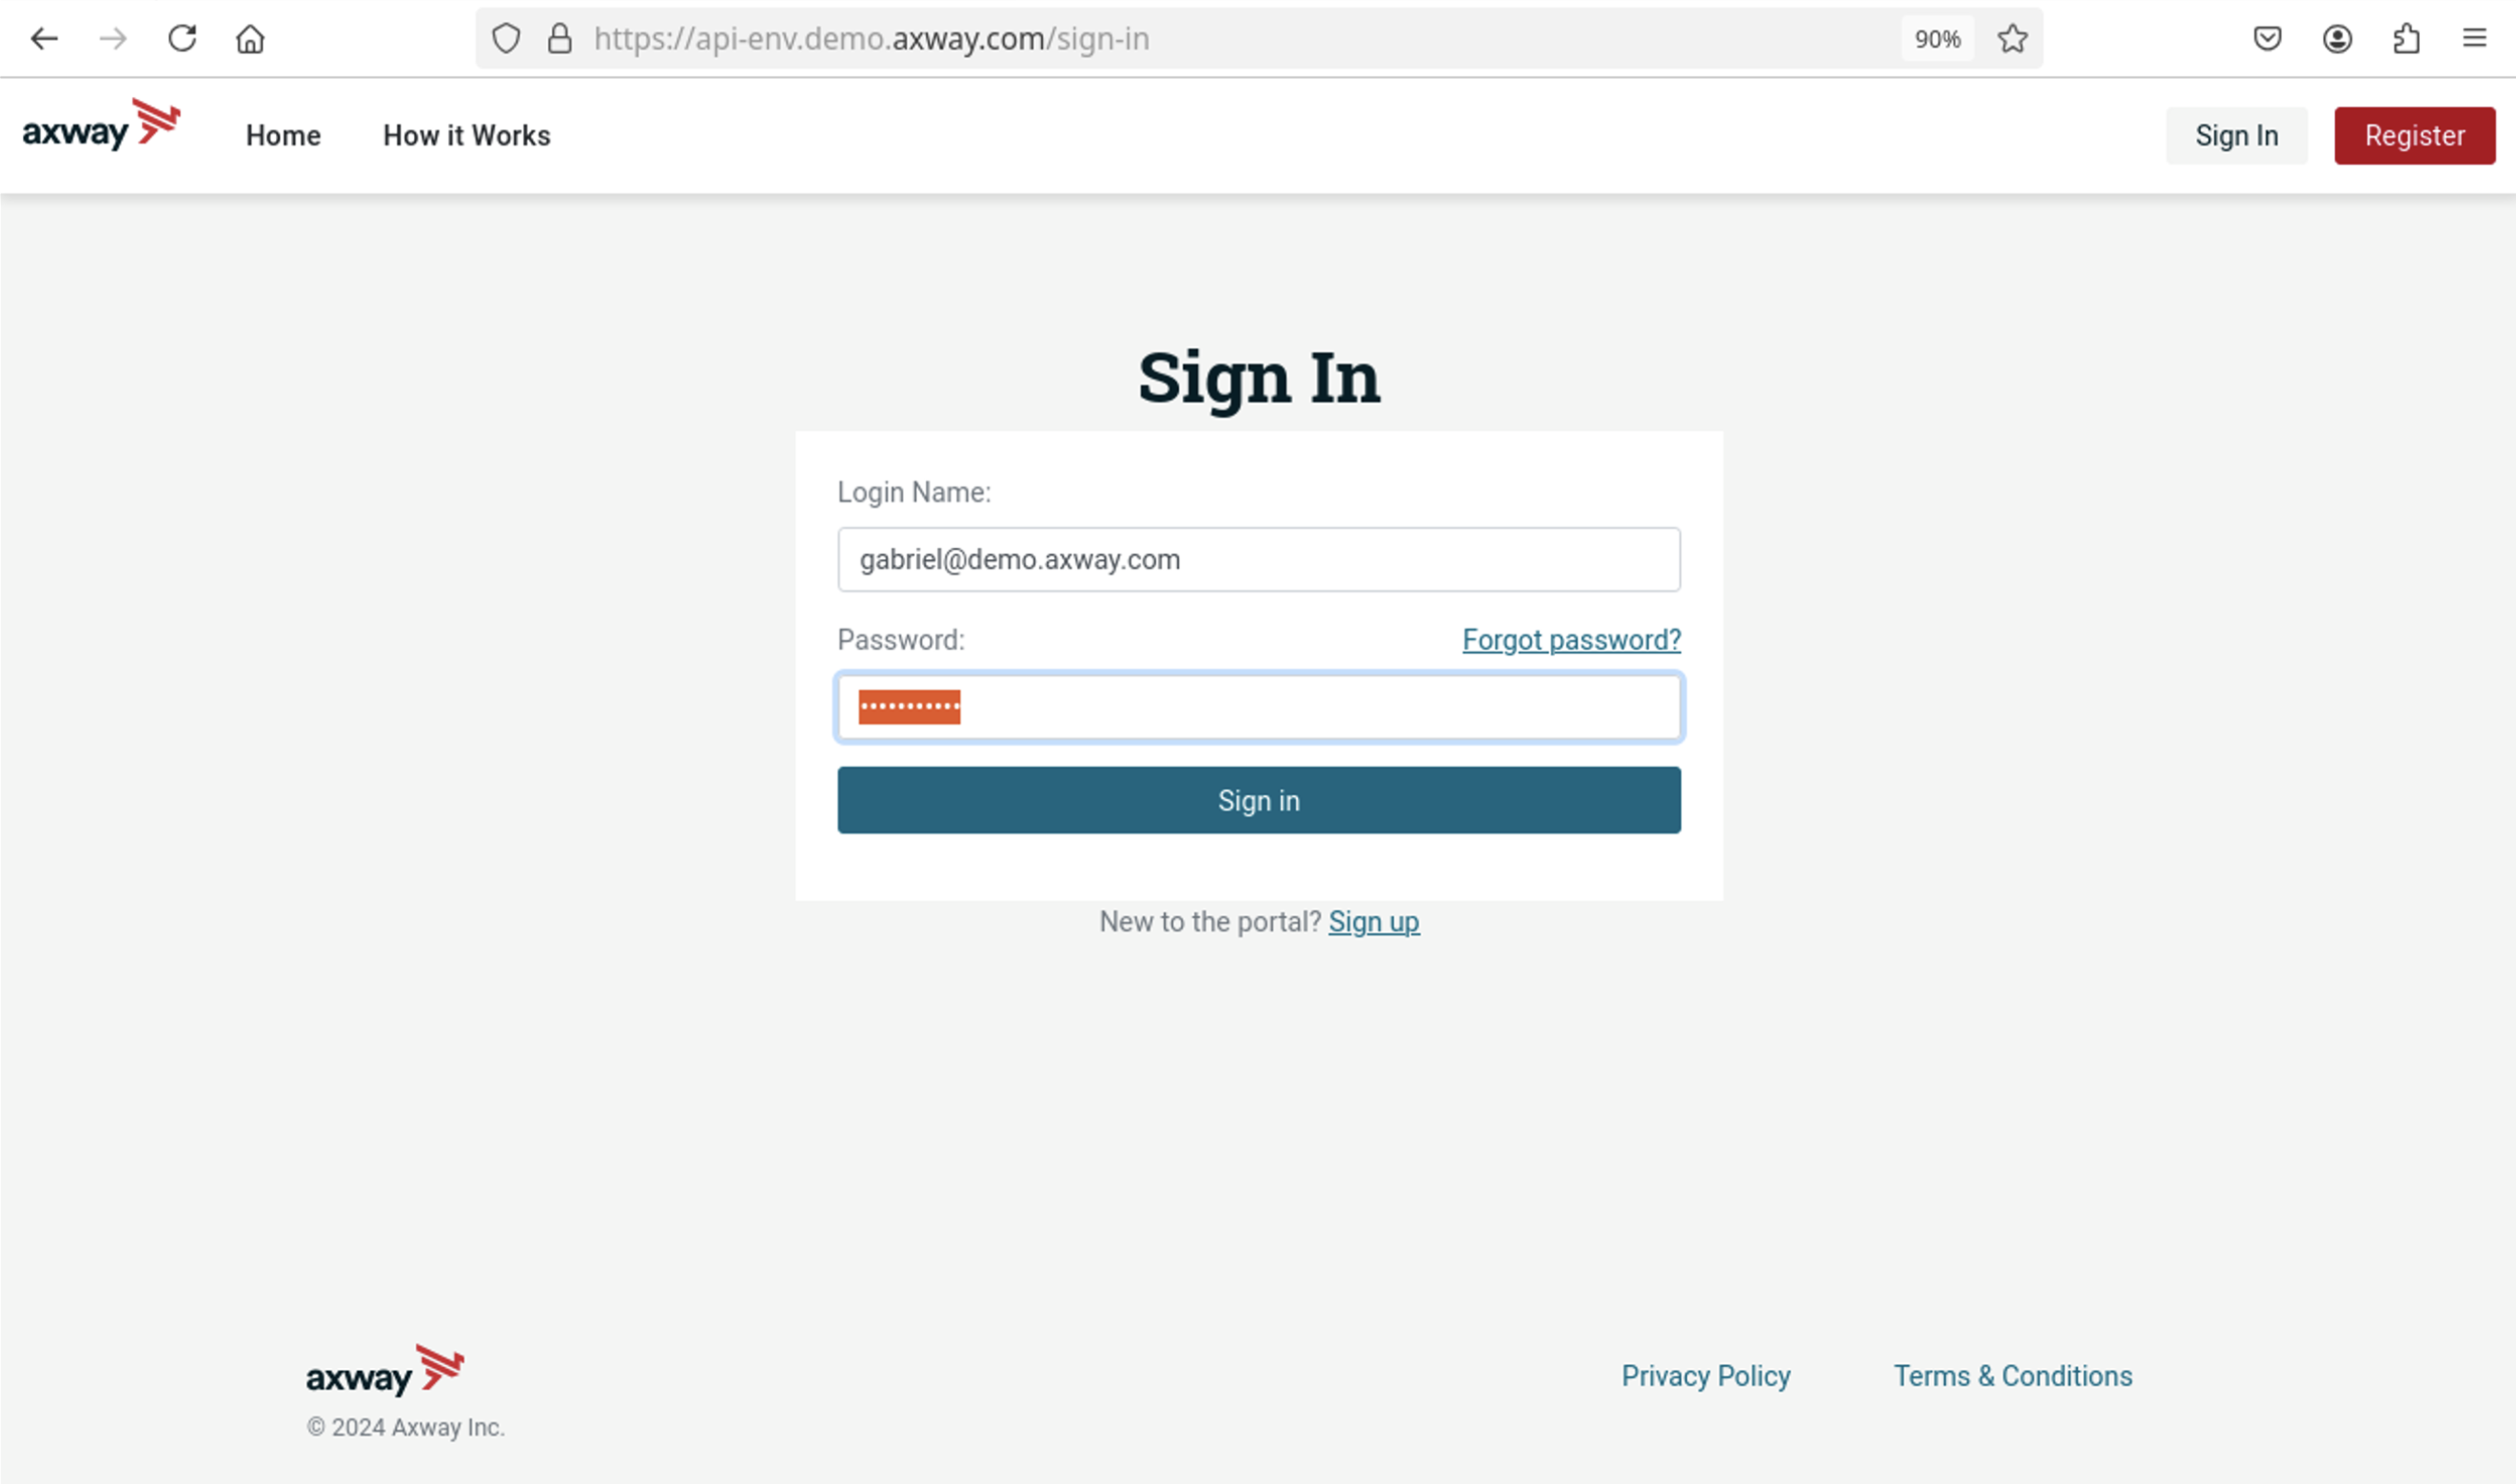 https://api-env.demo.axway.com/sign-in 90%
axway Home How it Works Sign In Register
Sign In
Login Name:
gabriel@demo.axway.com
Password: Forgot password?
•••••••••••
Sign in
New to the portal? Sign up
axway Privacy Policy Terms & Conditions
© 2024 Axway Inc.